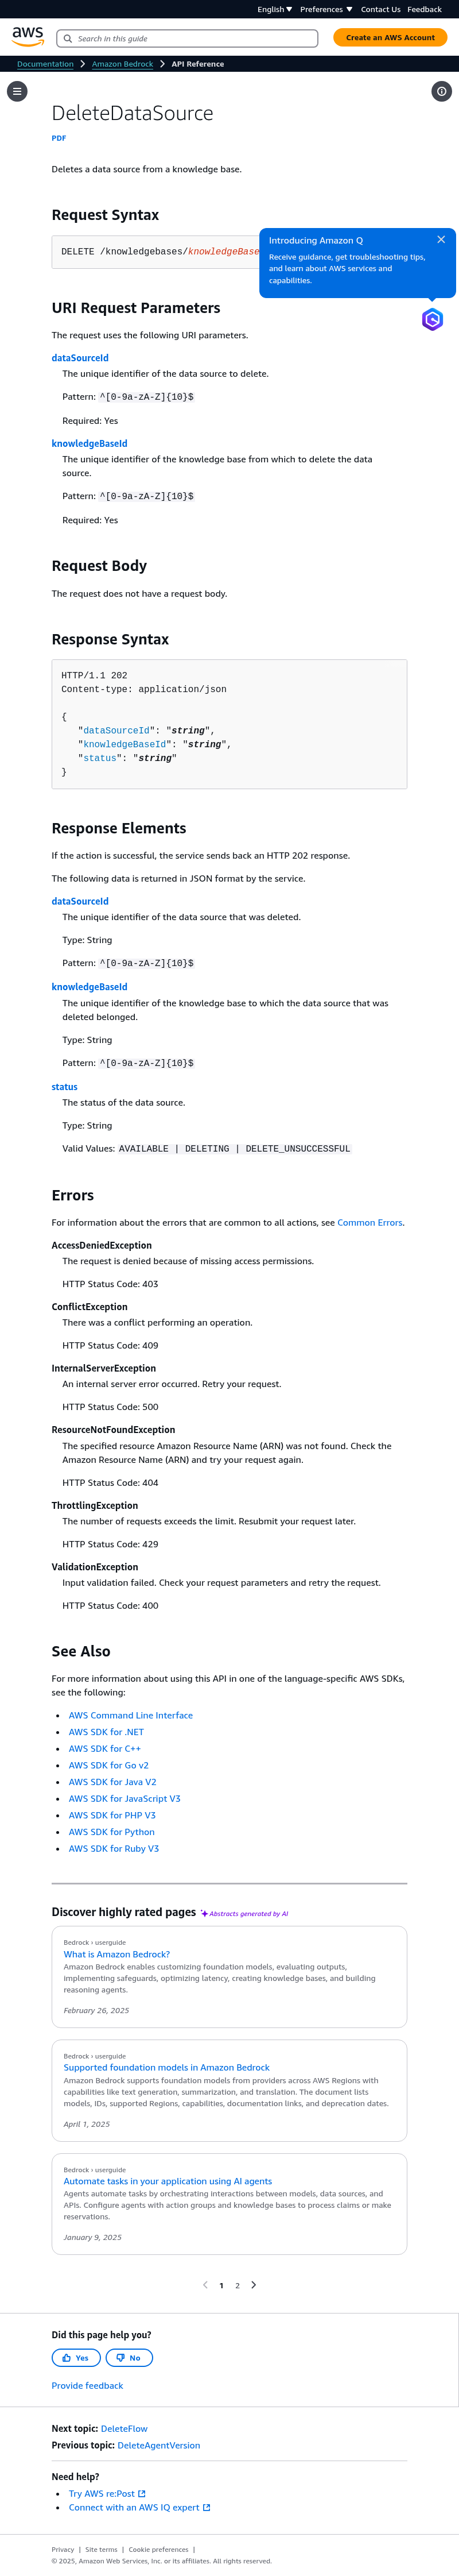 English
Preferences
Contact Us
Feedback
aws
Search in this guide
Create an AWS Account
Documentation
Amazon Bedrock
API Reference
DeleteDataSource
PDF
Deletes a data source from a knowledge base.
Request Syntax
DELETE /knowledgebases/knowledgeBase
Introducing Amazon Q
Receive guidance, get troubleshooting tips,
and learn about AWS services and
capabilities.
URI Request Parameters
The request uses the following URI parameters.
dataSourceId
The unique identifier of the data source to delete.
Pattern: ^[0-9a-zA-Z]{10}$
Required: Yes
knowledgeBaseId
The unique identifier of the knowledge base from which to delete the data
source.
Pattern: ^[0-9a-zA-Z]{10}$
Required: Yes
Request Body
The request does not have a request body.
Response Syntax
HTTP/1.1 202
Content-type: application/json
{
"dataSourceId": "string",
"knowledgeBaseId": "string",
"status": "string"
}
Response Elements
If the action is successful, the service sends back an HTTP 202 response.
The following data is returned in JSON format by the service.
dataSourceId
The unique identifier of the data source that was deleted.
Type: String
Pattern: ^[0-9a-zA-Z]{10}$
knowledgeBaseId
The unique identifier of the knowledge base to which the data source that was
deleted belonged.
Type: String
Pattern: ^[0-9a-zA-Z]{10}$
status
The status of the data source.
Type: String
Valid Values: AVAILABLE | DELETING | DELETE_UNSUCCESSFUL
Errors
For information about the errors that are common to all actions, see Common Errors.
AccessDeniedException
The request is denied because of missing access permissions.
HTTP Status Code: 403
ConflictException
There was a conflict performing an operation.
HTTP Status Code: 409
InternalServerException
An internal server error occurred. Retry your request.
HTTP Status Code: 500
ResourceNotFoundException
The specified resource Amazon Resource Name (ARN) was not found. Check the
Amazon Resource Name (ARN) and try your request again.
HTTP Status Code: 404
ThrottlingException
The number of requests exceeds the limit. Resubmit your request later.
HTTP Status Code: 429
ValidationException
Input validation failed. Check your request parameters and retry the request.
HTTP Status Code: 400
See Also
For more information about using this API in one of the language-specific AWS SDKs,
see the following:
• AWS Command Line Interface
• AWS SDK for .NET
• AWS SDK for C++
• AWS SDK for Go v2
• AWS SDK for Java V2
• AWS SDK for JavaScript V3
• AWS SDK for PHP V3
• AWS SDK for Python
• AWS SDK for Ruby V3
Discover highly rated pages Abstracts generated by AI
Bedrock › userguide
What is Amazon Bedrock?
Amazon Bedrock enables customizing foundation models, evaluating outputs,
implementing safeguards, optimizing latency, creating knowledge bases, and building
reasoning agents.
February 26, 2025
Bedrock › userguide
Supported foundation models in Amazon Bedrock
Amazon Bedrock supports foundation models from providers across AWS Regions with
capabilities like text generation, summarization, and translation. The document lists
models, IDs, supported Regions, capabilities, documentation links, and deprecation dates.
April 1, 2025
Bedrock › userguide
Automate tasks in your application using AI agents
Agents automate tasks by orchestrating interactions between models, data sources, and
APIs. Configure agents with action groups and knowledge bases to process claims or make
reservations.
January 9, 2025
1 2
Did this page help you?
Yes
No
Provide feedback
Next topic: DeleteFlow
Previous topic: DeleteAgentVersion
Need help?
• Try AWS re:Post
• Connect with an AWS IQ expert
Privacy | Site terms | Cookie preferences |
© 2025, Amazon Web Services, Inc. or its affiliates. All rights reserved.